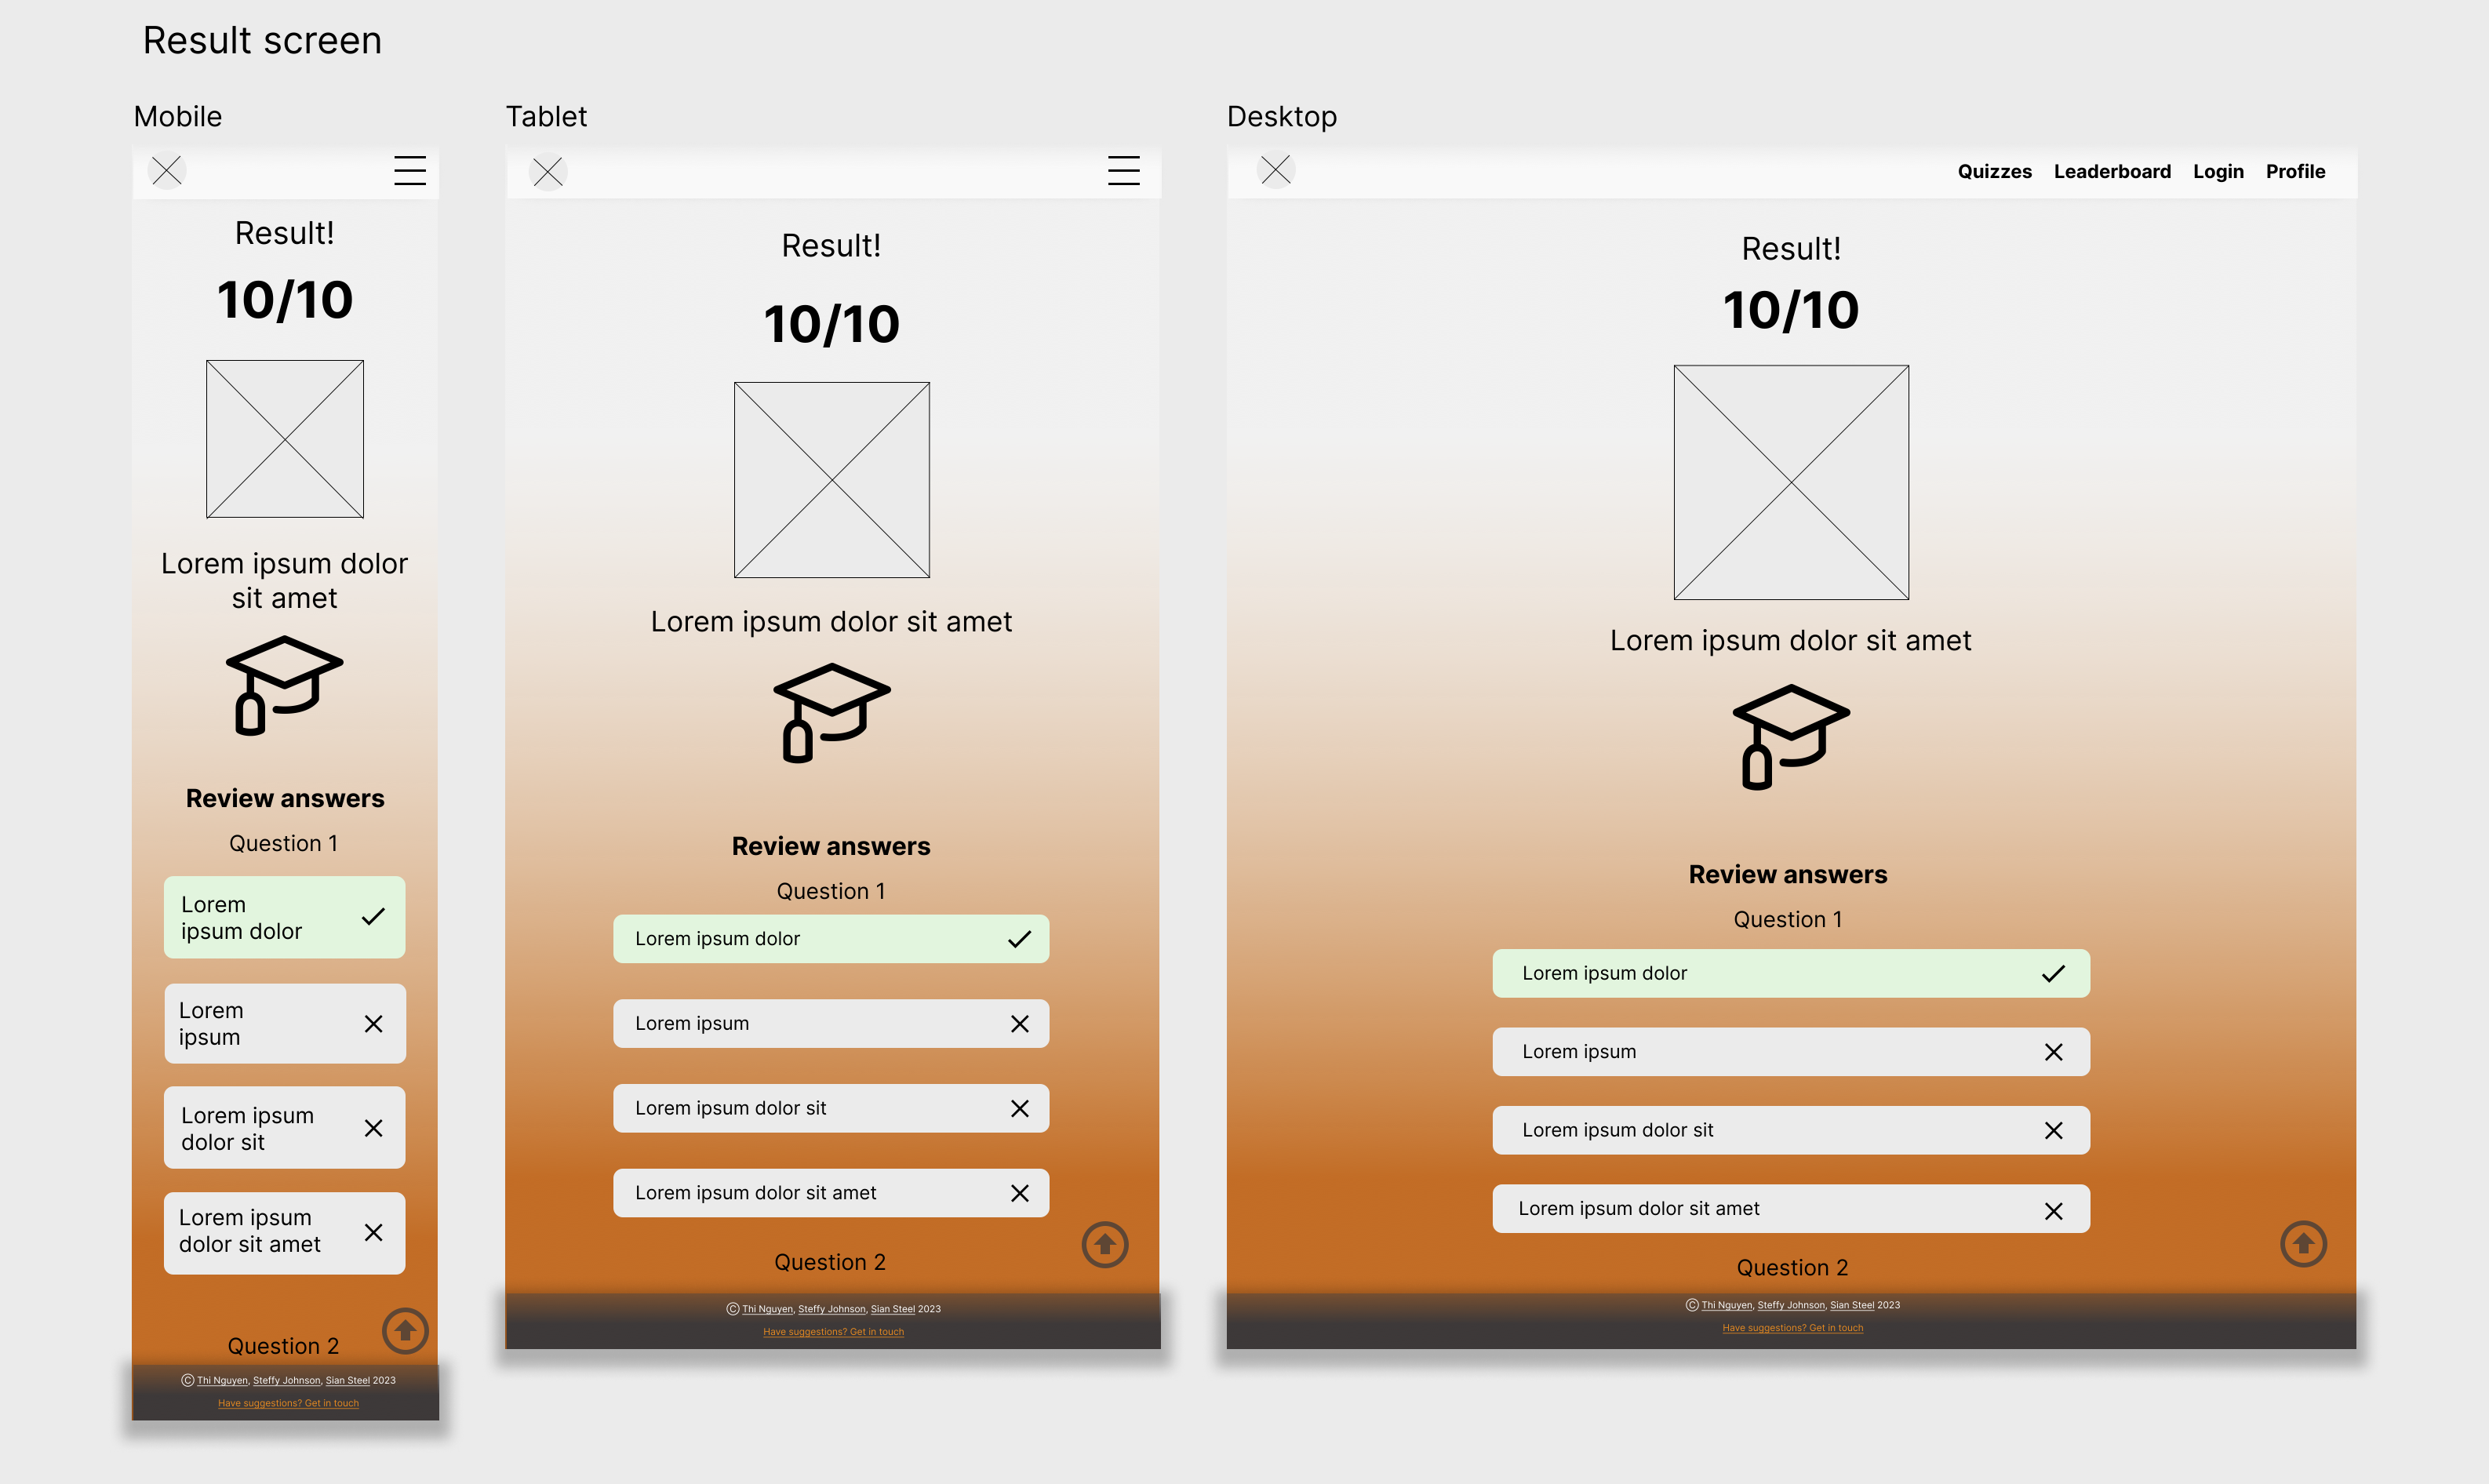 Result screen
Mobile
Result!
10/10
Lorem ipsum dolor
sit amet
Review answers
Question 1
Lorem
ipsum dolor
Lorem
ipsum
Lorem ipsum
dolor sit
Lorem ipsum
dolor sit amet
Question 2
© Thi Nguyen, Steffy Johnson, Sian Steel 2023
Have suggestions? Get in touch
Tablet
Result!
10/10
Lorem ipsum dolor sit amet
Review answers
Question 1
Lorem ipsum dolor
Lorem ipsum
Lorem ipsum dolor sit
Lorem ipsum dolor sit amet
Question 2
© Thi Nguyen, Steffy Johnson, Sian Steel 2023
Have suggestions? Get in touch
Desktop
Quizzes Leaderboard Login Profile
Result!
10/10
Lorem ipsum dolor sit amet
Review answers
Question 1
Lorem ipsum dolor
Lorem ipsum
Lorem ipsum dolor sit
Lorem ipsum dolor sit amet
Question 2
© Thi Nguyen, Steffy Johnson, Sian Steel 2023
Have suggestions? Get in touch